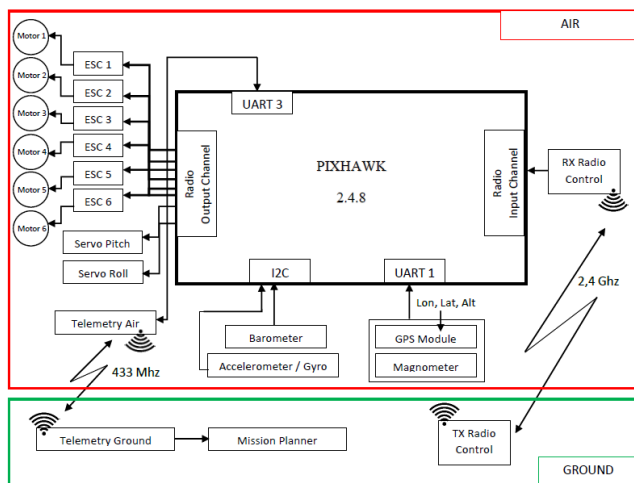 AIR
Motor 1
ESC 1
Motor 2
ESC 2
Motor 3
ESC 3
Motor 4
ESC 4
Motor 5
ESC 5
Motor 6
ESC 6
Servo Pitch
Servo Roll
Radio
Output Channel
UART 3
PIXHAWK
2.4.8
Radio
Input Channel
RX Radio
Control
I2C
UART 1
2,4 Ghz
Lon, Lat, Alt
Telemetry Air
Barometer
GPS Module
Accelerometer / Gyro
Magnometer
433 Mhz
Telemetry Ground
Mission Planner
TX Radio
Control
GROUND